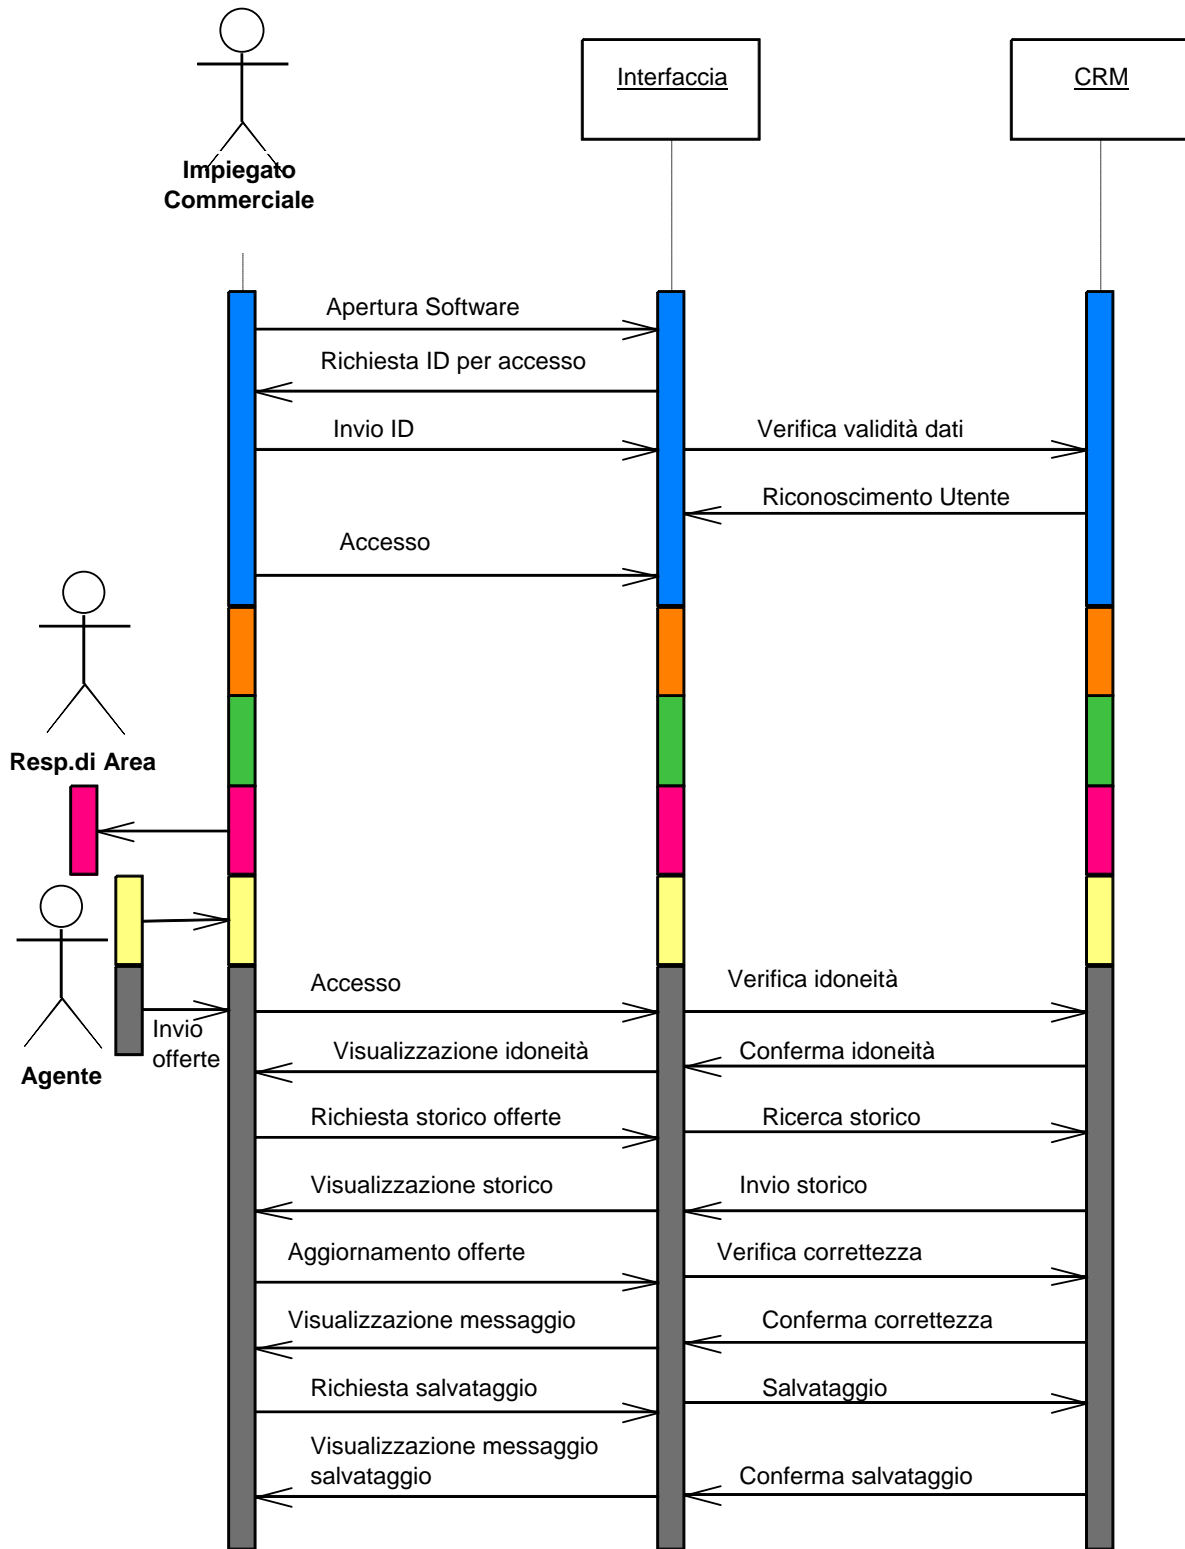 Interfaccia
CRM
Impiegato
Commerciale
Apertura Software
Richiesta ID per accesso
Invio ID
Verifica validità dati
Riconoscimento Utente
Accesso
Resp.di Area
Accesso
Verifica idoneità
Invio
offerte
Agente
Visualizzazione idoneità
Conferma idoneità
Richiesta storico offerte
Ricerca storico
Visualizzazione storico
Invio storico
Aggiornamento offerte
Verifica correttezza
Visualizzazione messaggio
Conferma correttezza
Richiesta salvataggio
Salvataggio
Visualizzazione messaggio
salvataggio
Conferma salvataggio